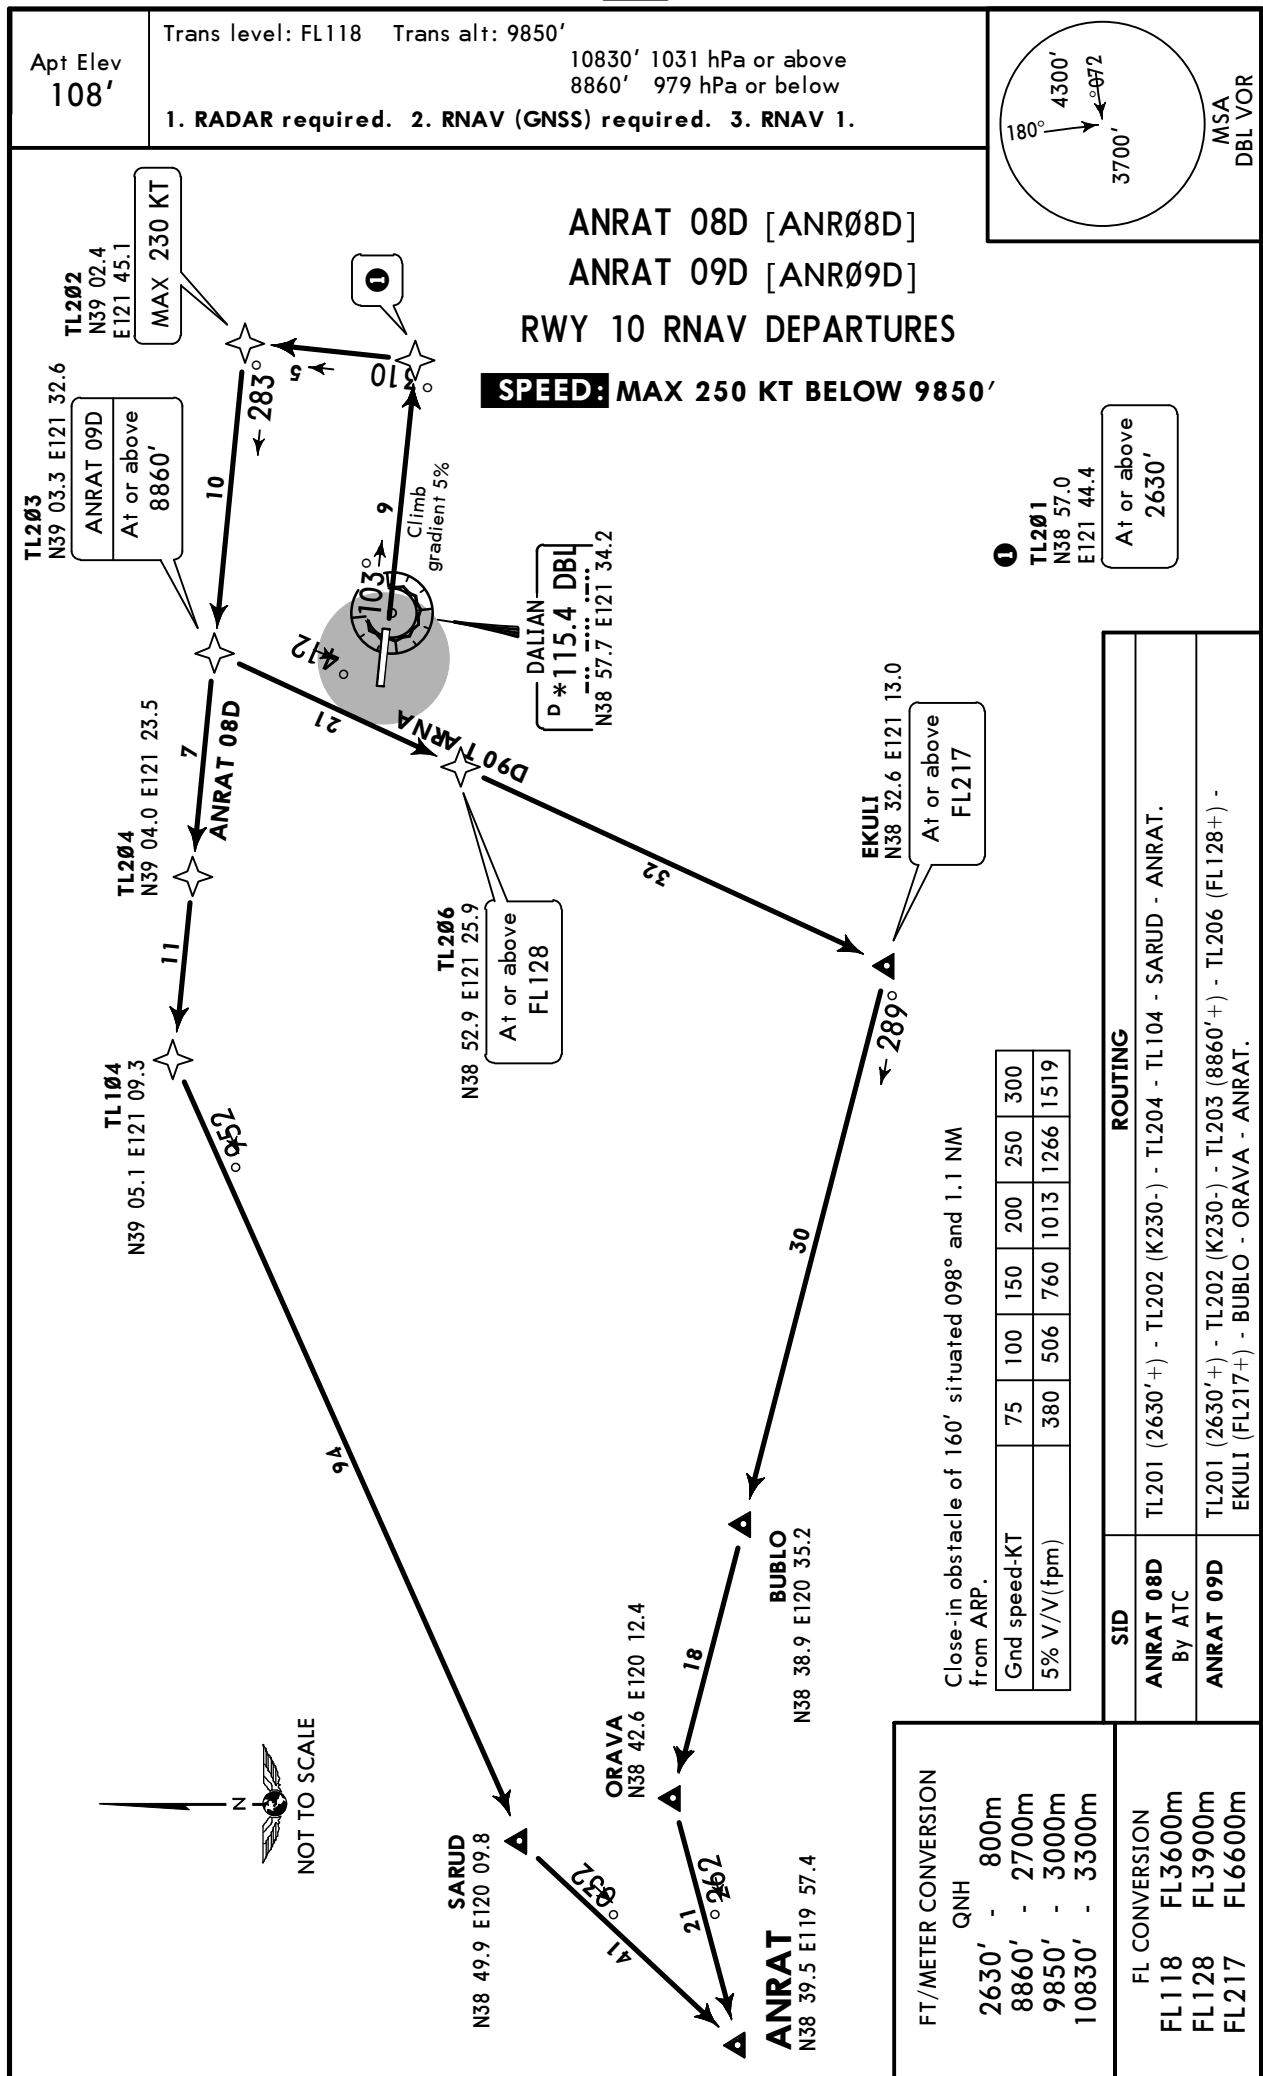 Apt Elev
108'
Trans level: FL118 Trans alt: 9850'
10830' 1031 hPa or above
8860' 979 hPa or below
1. RADAR required. 2. RNAV (GNSS) required. 3. RNAV 1.
180°
4300'
072°
3700'
MSA
DBL VOR
ANRAT 08D [ANRØ8D]
ANRAT 09D [ANRØ9D]
RWY 10 RNAV DEPARTURES
SPEED: MAX 250 KT BELOW 9850'
TL2Ø2
N39 02.4
E121 45.1
MAX 230 KT
1
5
283°
TL2Ø3
N39 03.3 E121 32.6
ANRAT 09D
At or above
8860'
10
9
103°
Climb
gradient 5%
DALIAN
D *115.4 DBL
N38 57.7 E121 34.2
1
TL2Ø1
N38 57.0
E121 44.4
At or above
2630'
21
7
ANRAT 08D
TL2Ø4
N39 04.0 E121 23.5
11
TL2Ø6
N38 52.9 E121 25.9
At or above
FL128
32
EKULI
N38 32.6 E121 13.0
At or above
FL217
289°
TL1Ø4
N39 05.1 E121 09.3
94
30
BUBLO
N38 38.9 E120 35.2
18
ORAVA
N38 42.6 E120 12.4
21
SARUD
N38 49.9 E120 09.8
41
ANRAT
N38 39.5 E119 57.4
N
NOT TO SCALE
Close-in obstacle of 160' situated 098° and 1.1 NM
from ARP.
Gnd speed-KT 75 100 150 200 250 300
5% V/V(fpm) 380 506 760 1013 1266 1519
SID ROUTING
ANRAT 08D
By ATC
TL201 (2630'+) - TL202 (K230-) - TL204 - TL104 - SARUD - ANRAT.
ANRAT 09D
TL201 (2630'+) - TL202 (K230-) - TL203 (8860'+) - TL206 (FL128+) -
EKULI (FL217+) - BUBLO - ORAVA - ANRAT.
FT/METER CONVERSION
QNH
2630' - 800m
8860' - 2700m
9850' - 3000m
10830' - 3300m
FL CONVERSION
FL118 FL3600m
FL128 FL3900m
FL217 FL6600m